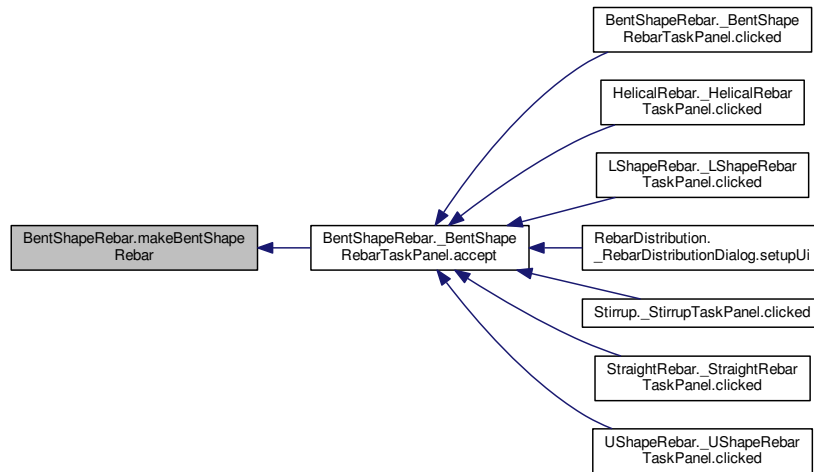 BentShapeRebar._BentShape
RebarTaskPanel.clicked
HelicalRebar._HelicalRebar
TaskPanel.clicked
LShapeRebar._LShapeRebar
TaskPanel.clicked
BentShapeRebar.makeBentShape
Rebar
BentShapeRebar._BentShape
RebarTaskPanel.accept
RebarDistribution.
_RebarDistributionDialog.setupUi
Stirrup._StirrupTaskPanel.clicked
StraightRebar._StraightRebar
TaskPanel.clicked
UShapeRebar._UShapeRebar
TaskPanel.clicked